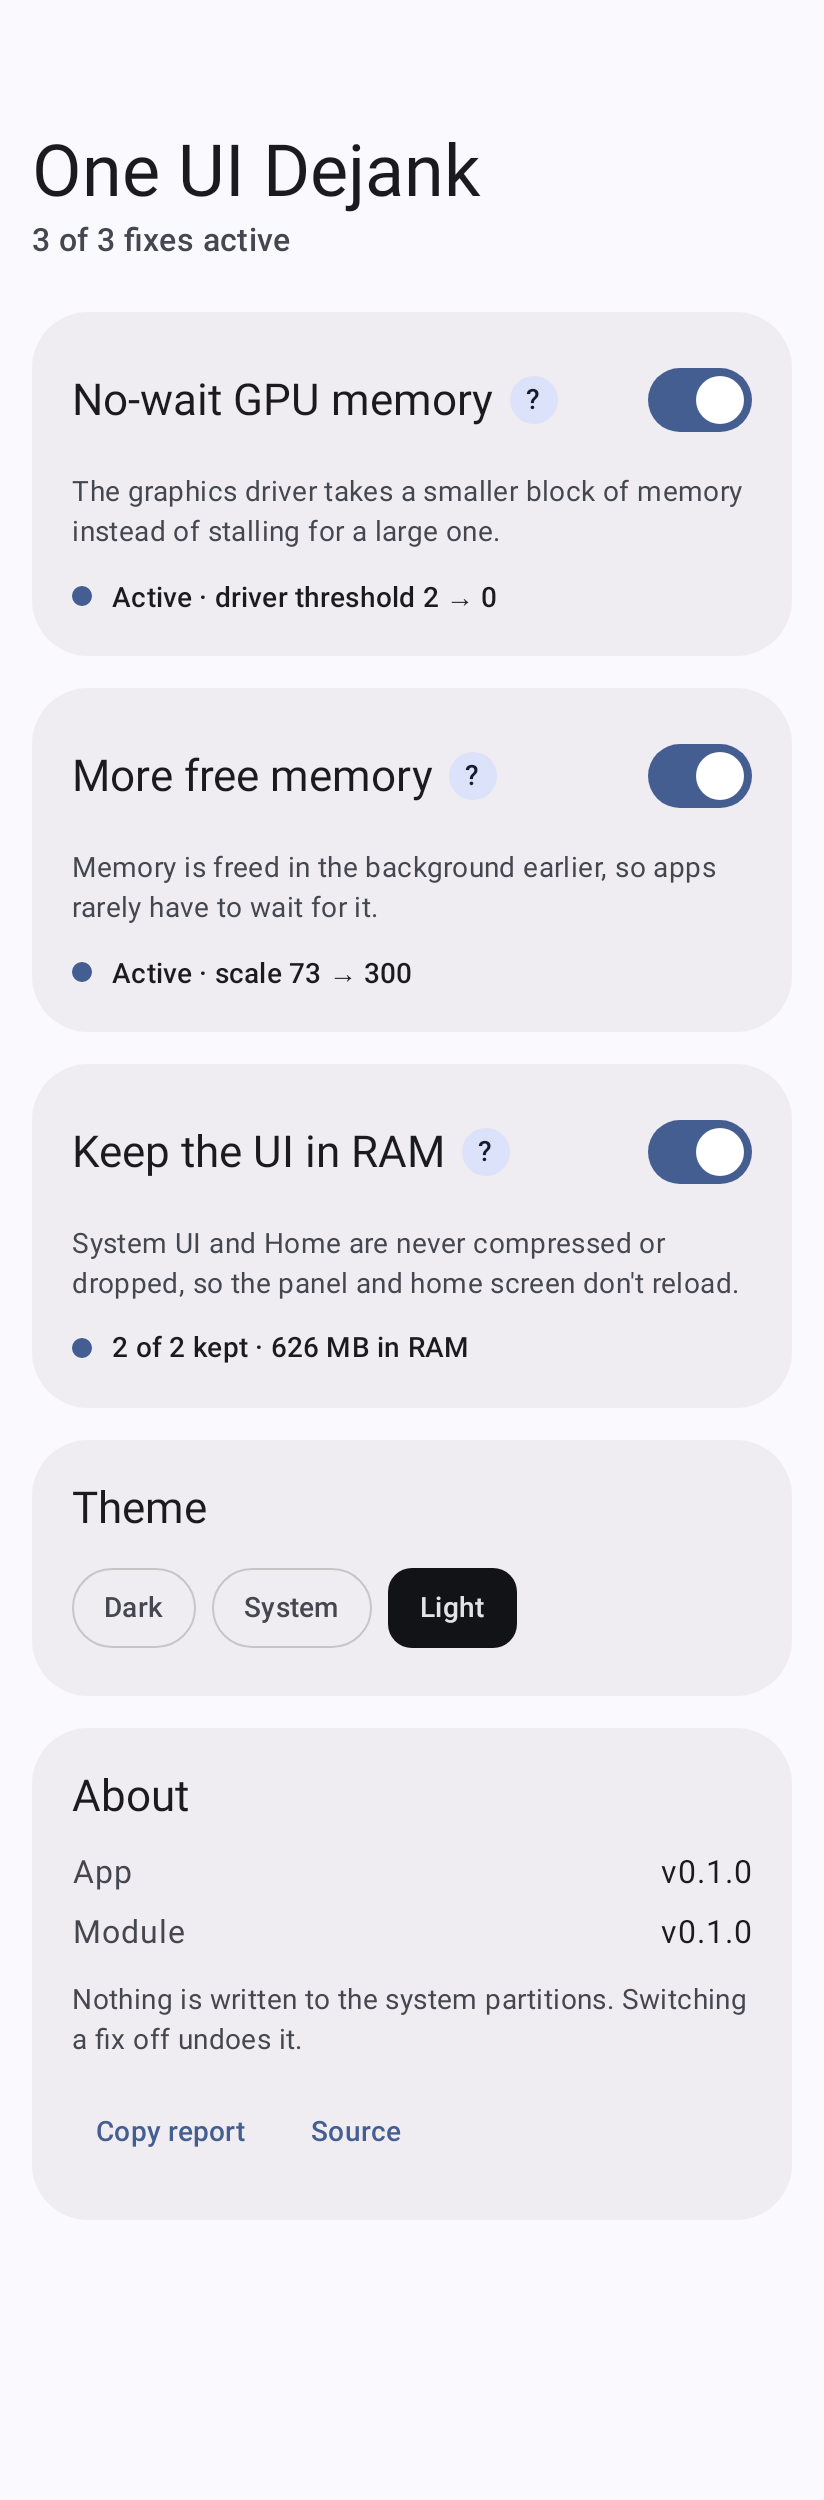 One UI Dejank
3 of 3 fixes active
No-wait GPU memory ?
The graphics driver takes a smaller block of memory
instead of stalling for a large one.
Active · driver threshold 2 → 0
More free memory ?
Memory is freed in the background earlier, so apps
rarely have to wait for it.
Active · scale 73 → 300
Keep the UI in RAM ?
System UI and Home are never compressed or
dropped, so the panel and home screen don't reload.
2 of 2 kept · 626 MB in RAM
Theme
Dark System Light
About
App v0.1.0
Module v0.1.0
Nothing is written to the system partitions. Switching
a fix off undoes it.
Copy report Source